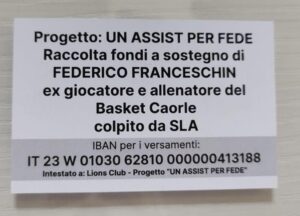 Progetto: UN ASSIST PER FEDE
Raccolta fondi a sostegno di
FEDERICO FRANCESCHIN
ex giocatore e allenatore del
Basket Caorle
colpito da SLA
IBAN per i versamenti:
IT 23 W 01030 62810 000000413188
Intestato a: Lions Club - Progetto "UN ASSIST PER FEDE"